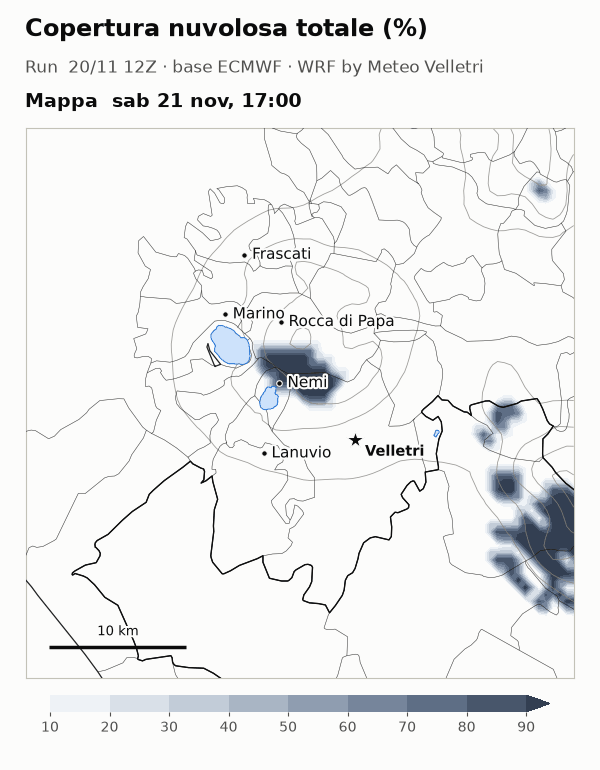 Copertura nuvolosa totale (%)
Run  20/11 12Z · base ECMWF · WRF by Meteo Velletri
Mappa  sab 21 nov, 17:00
Frascati
Marino
Rocca di Papa
Nemi
Velletri
Lanuvio
10 km
10 20 30 40 50 60 70 80 90